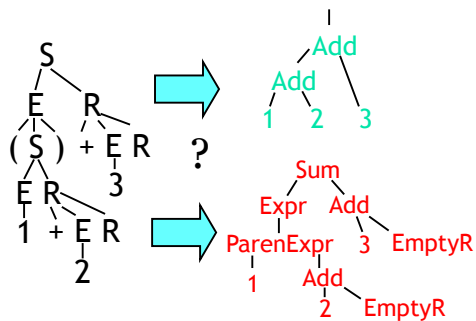 S
E R
( S ) + E R
3
E R
1 + E R
2
?
Add
Add
1 2 3
Sum
Expr Add
ParenExpr 3 EmptyR
1 Add
2 EmptyR